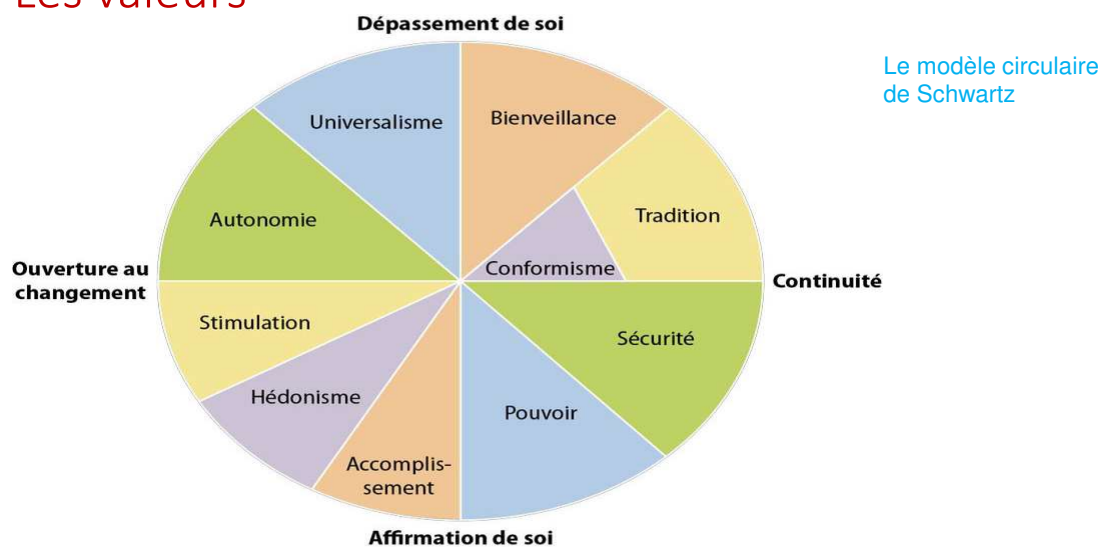 Les valeurs
Dépassement de soi
Le modèle circulaire
de Schwartz
Universalisme
Bienveillance
Autonomie
Tradition
Ouverture au
changement
Conformisme
Continuité
Stimulation
Sécurité
Hédonisme
Pouvoir
Accomplis-
sement
Affirmation de soi